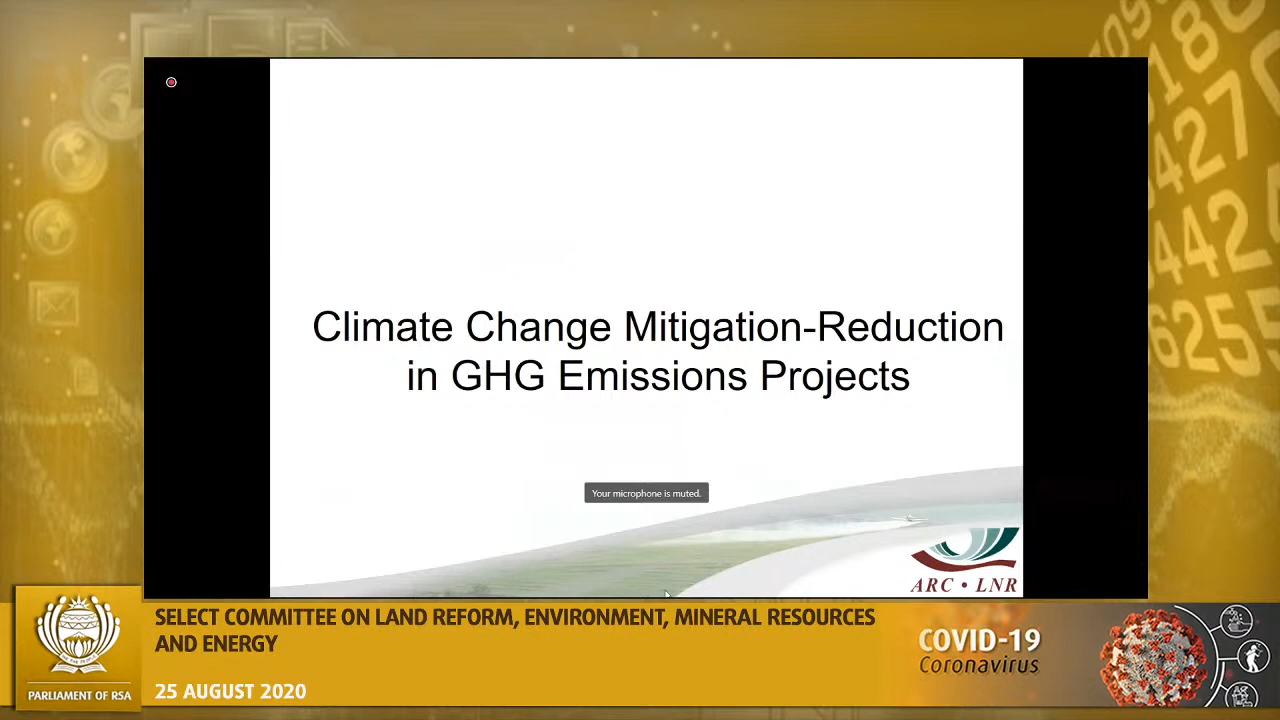 Climate Change Mitigation-Reduction
in GHG Emissions Projects
Your microphone is muted.
ARC • LNR
SELECT COMMITTEE ON LAND REFORM, ENVIRONMENT, MINERAL RESOURCES
AND ENERGY
25 AUGUST 2020
PARLIAMENT OF RSA
COVID-19
Coronavirus